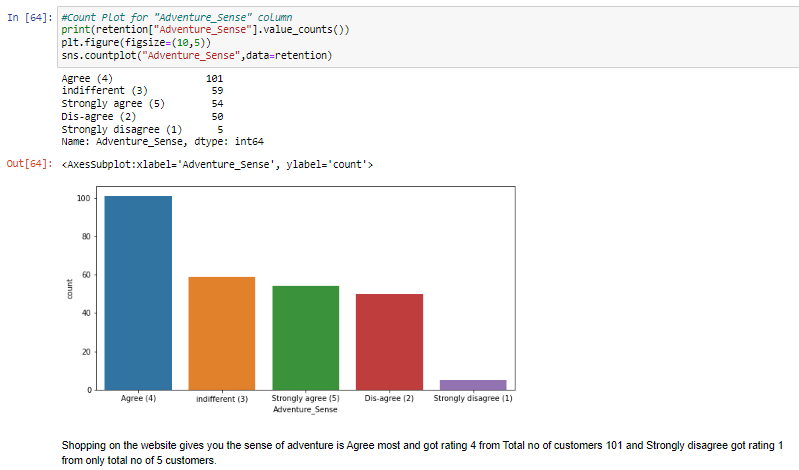 In [64]: #Count Plot for "Adventure_Sense" column
print(retention["Adventure_Sense"].value_counts())
plt.figure(figsize=(10,5))
sns.countplot("Adventure_Sense",data=retention)
Agree (4) 101
indifferent (3) 59
Strongly agree (5) 54
Dis-agree (2) 50
Strongly disagree (1) 5
Name: Adventure_Sense, dtype: int64
Out[64]: <AxesSubplot:xlabel='Adventure_Sense', ylabel='count'>
100
80
60
40
20
0
count
Agree (4) indifferent (3) Strongly agree (5) Dis-agree (2) Strongly disagree (1)
Adventure_Sense
Shopping on the website gives you the sense of adventure is Agree most and got rating 4 from Total no of customers 101 and Strongly disagree got rating 1
from only total no of 5 customers.